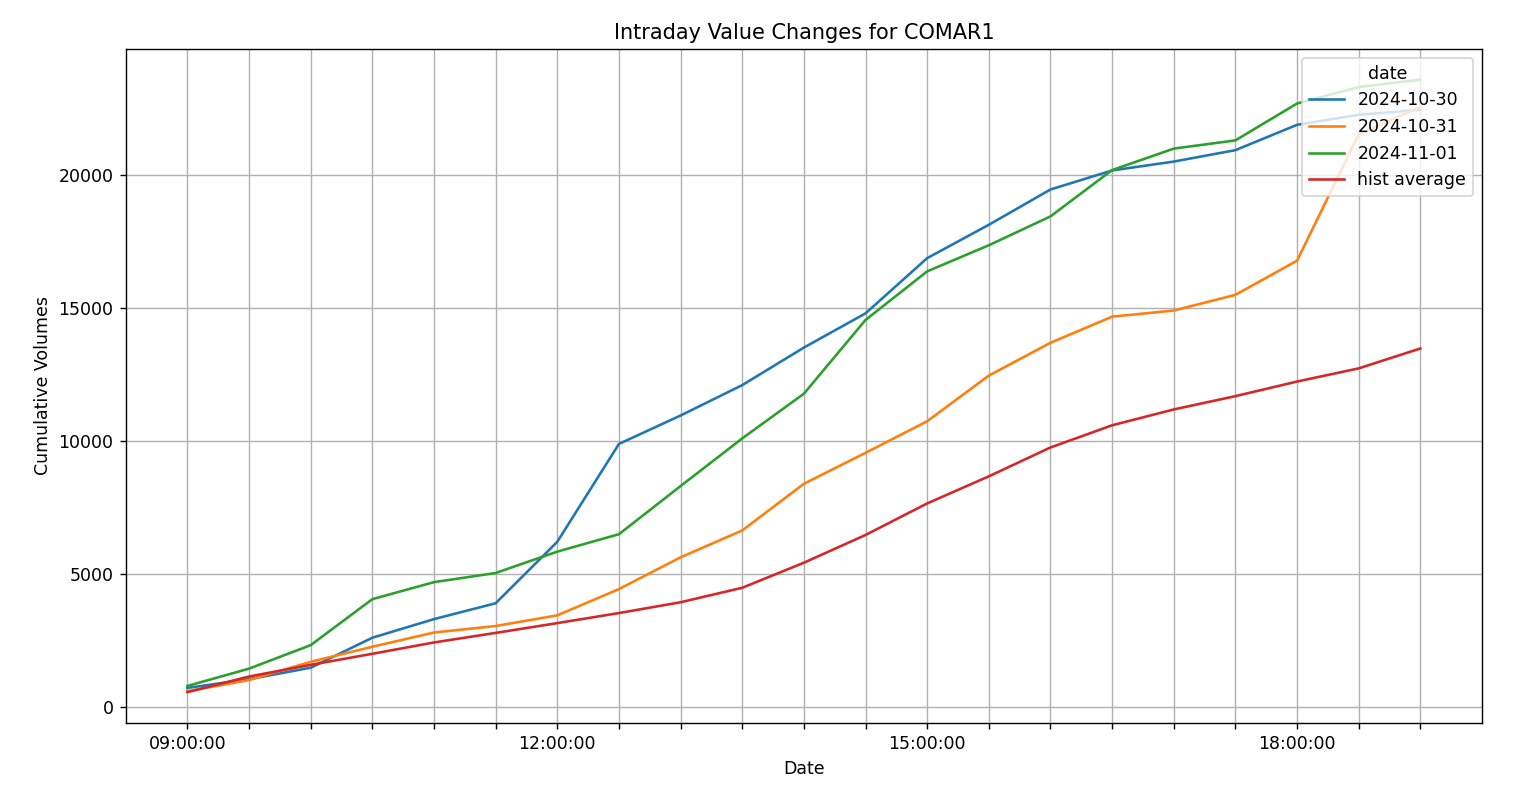 Intraday Value Changes for COMAR1
Cumulative Volumes
20000
15000
10000
5000
0
date
2024-10-30
2024-10-31
2024-11-01
hist average
09:00:00
12:00:00
15:00:00
18:00:00
Date